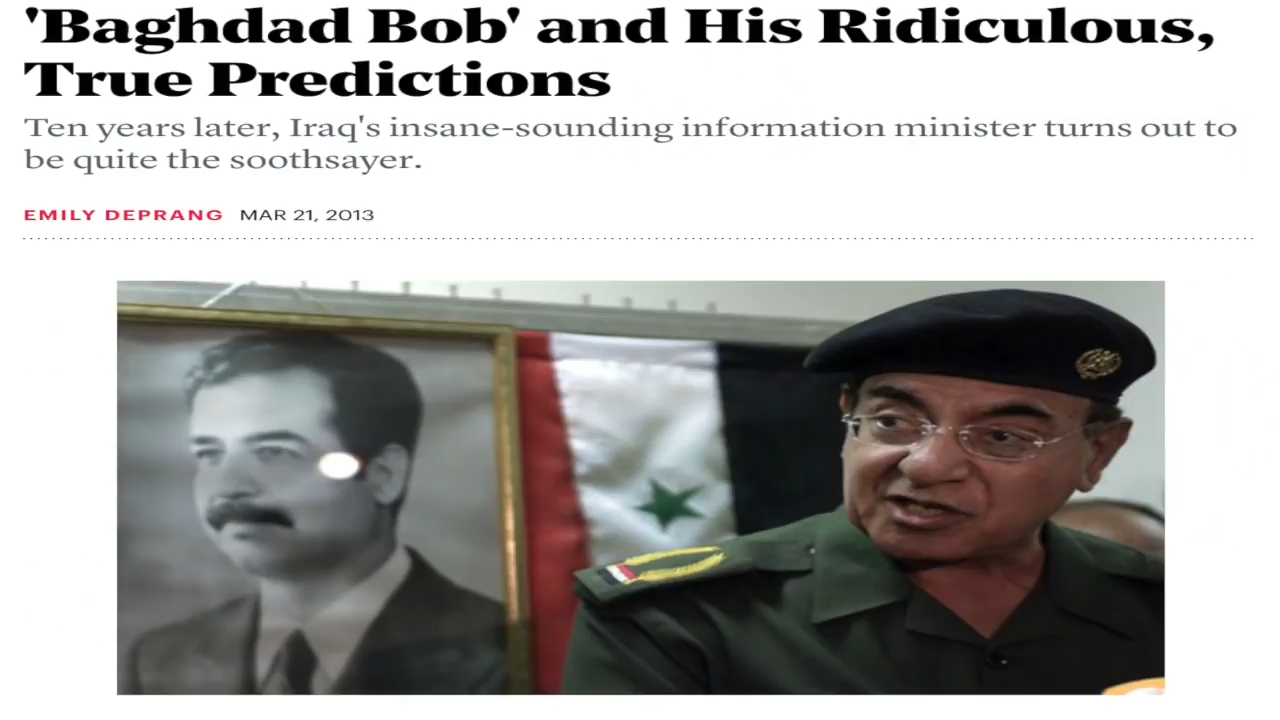 'Baghdad Bob' and His Ridiculous,
True Predictions
Ten years later, Iraq's insane-sounding information minister turns out to
be quite the soothsayer.
EMILY DEPRANG MAR 21, 2013